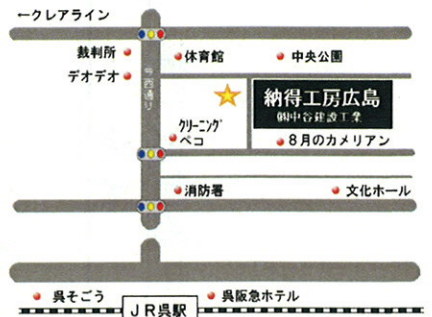 ←クレアライン
裁判所
体育館
中央公園
デオデオ
今西通り
納得工房広島
㈱中谷建設工業
クリーニング
ペコ
8月のカメリアン
消防署
文化ホール
呉そごう
呉阪急ホテル
JR呉駅